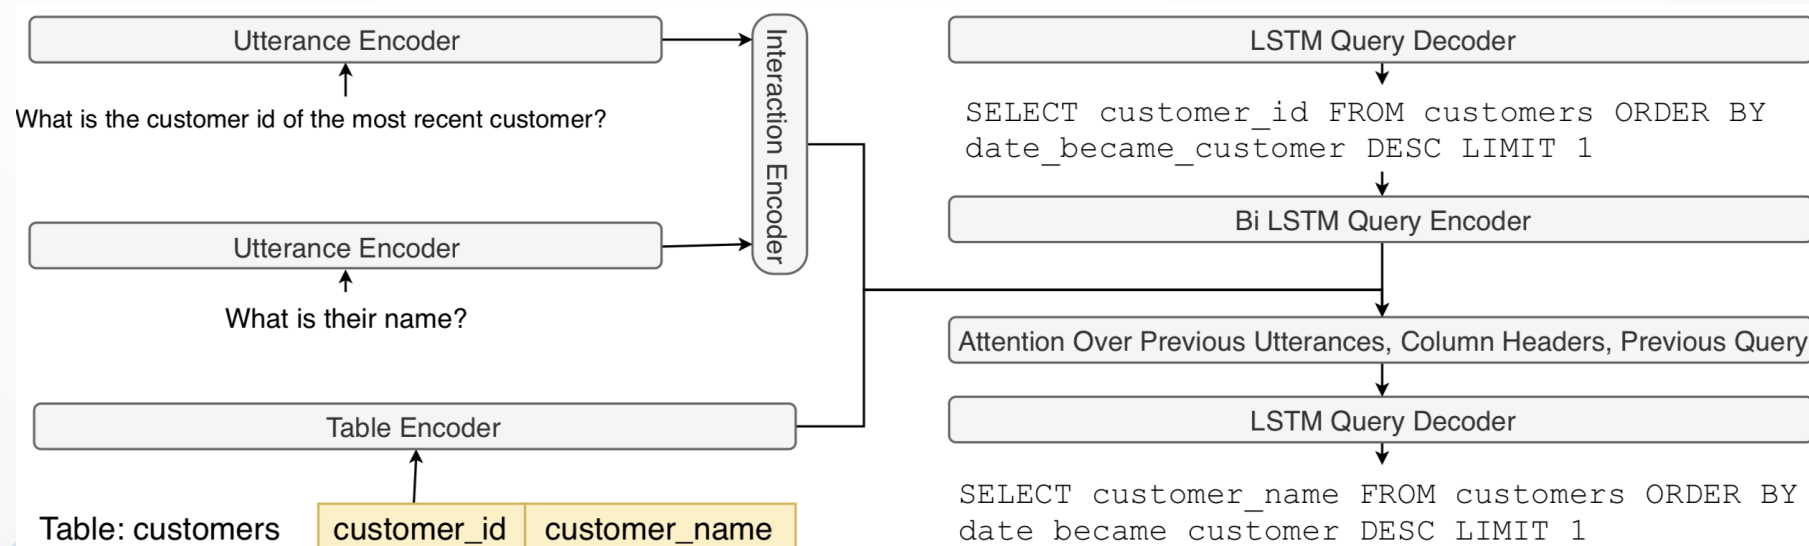 Utterance Encoder
What is the customer id of the most recent customer?
Utterance Encoder
What is their name?
Table Encoder
Table: customers
customer_id
customer_name
Interaction Encoder
LSTM Query Decoder
SELECT customer_id FROM customers ORDER BY
date_became_customer DESC LIMIT 1
Bi LSTM Query Encoder
Attention Over Previous Utterances, Column Headers, Previous Query
LSTM Query Decoder
SELECT customer_name FROM customers ORDER BY
date became customer DESC LIMIT 1